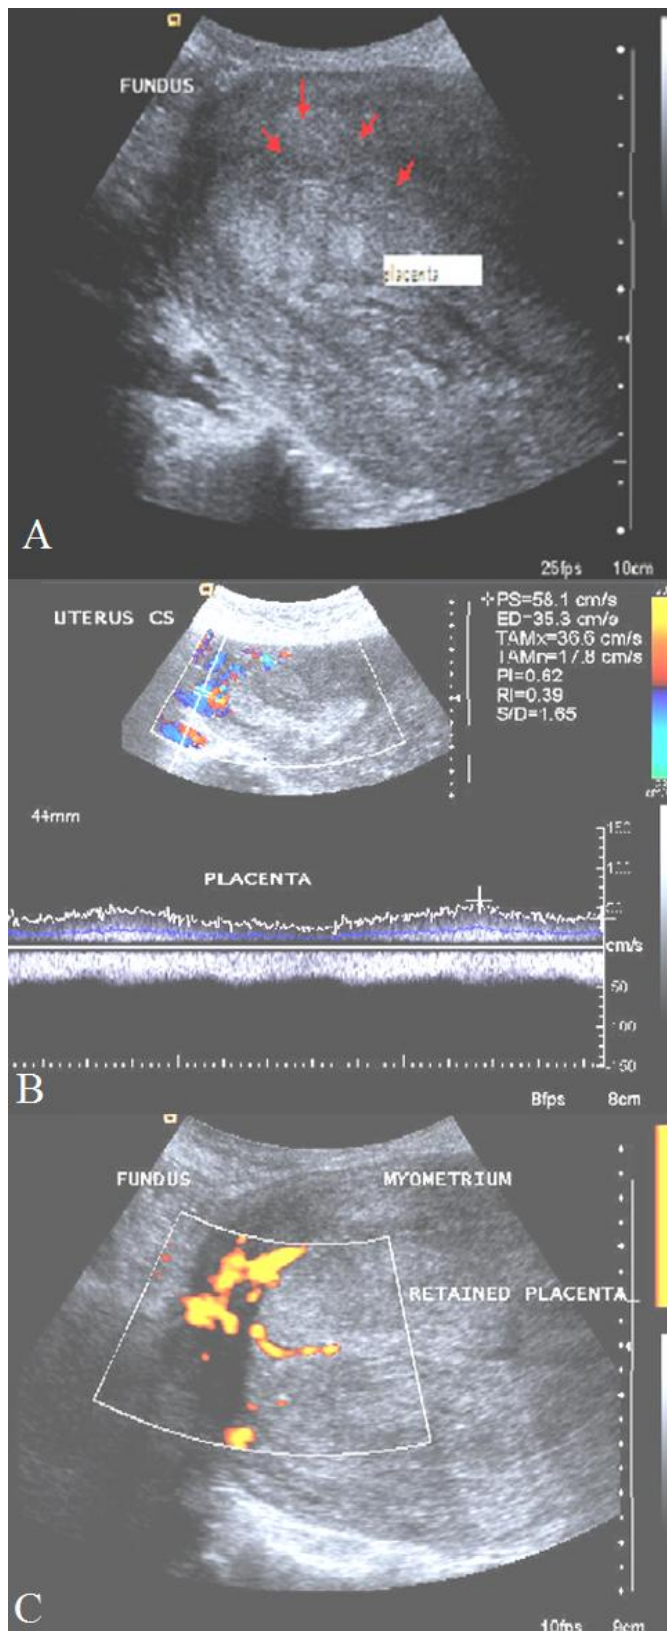 FUNDUS
placenta
A
25fps 10cm
UTERUS CS
PS=58.1 cm/s
ED=35.3 cm/s
TAMx=36.6 cm/s
TAMn=17.8 cm/s
PI=0.62
RI=0.39
S/D=1.65
44mm
PLACENTA
150
cm/s
50
100
150
B
8fps 8cm
FUNDUS MYOMETRIUM
RETAINED PLACENTA
C
10fps 9cm